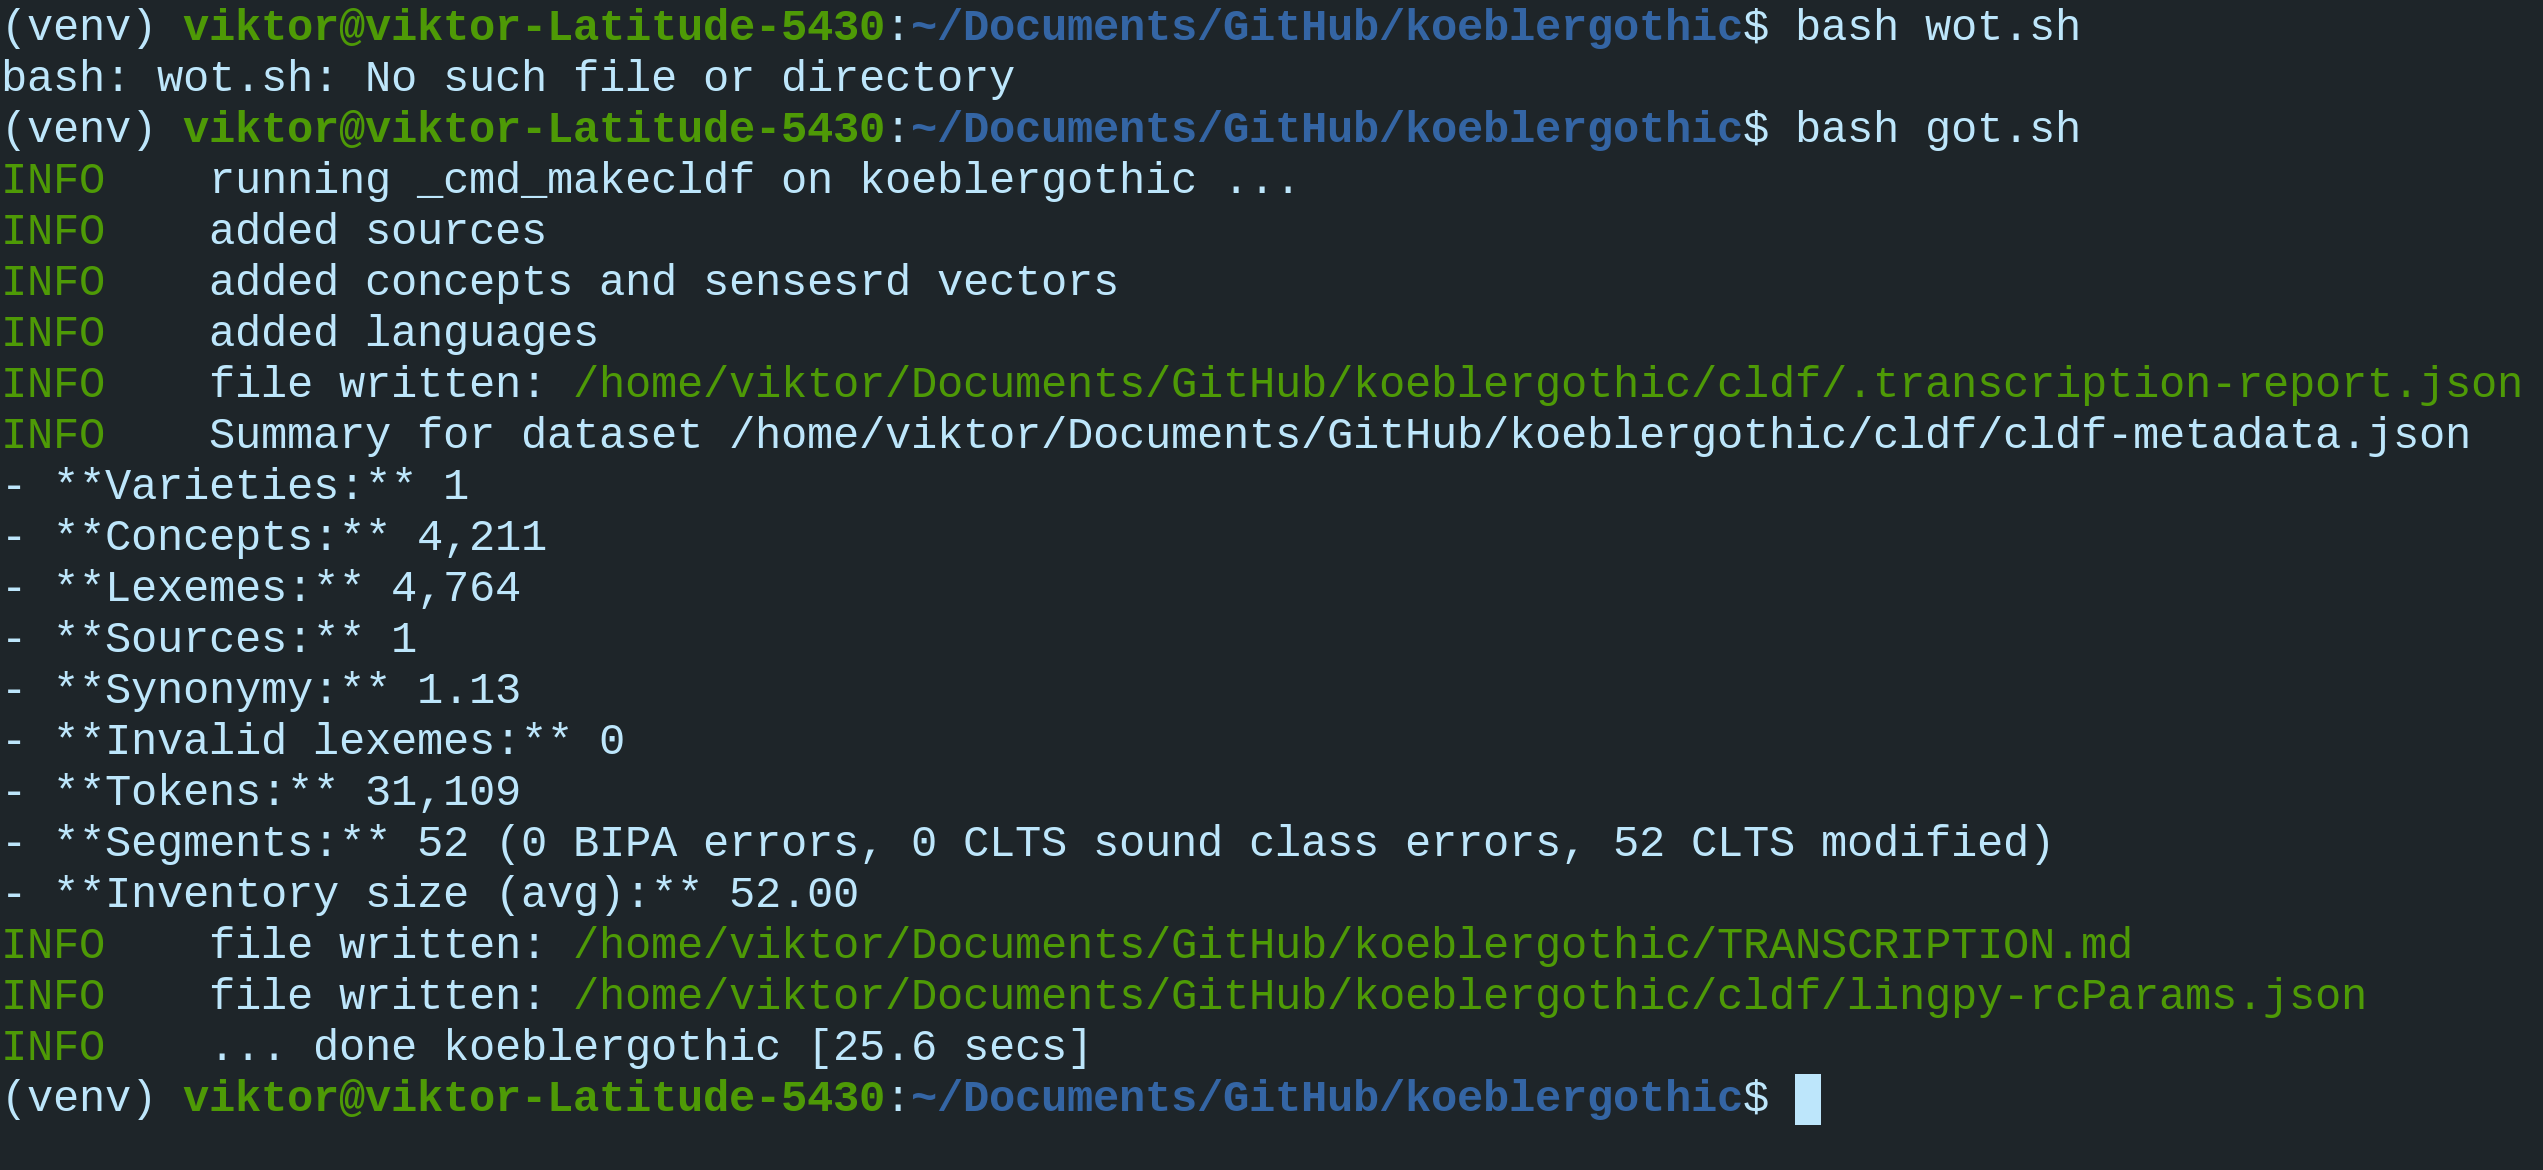 (venv) viktor@viktor-Latitude-5430:~/Documents/GitHub/koeblergothic$ bash wot.sh
bash: wot.sh: No such file or directory
(venv) viktor@viktor-Latitude-5430:~/Documents/GitHub/koeblergothic$ bash got.sh
INFO    running _cmd_makecldf on koeblergothic ...
INFO    added sources
INFO    added concepts and sensesrd vectors
INFO    added languages
INFO    file written: /home/viktor/Documents/GitHub/koeblergothic/cldf/.transcription-report.json
INFO    Summary for dataset /home/viktor/Documents/GitHub/koeblergothic/cldf/cldf-metadata.json
- **Varieties:** 1
- **Concepts:** 4,211
- **Lexemes:** 4,764
- **Sources:** 1
- **Synonymy:** 1.13
- **Invalid lexemes:** 0
- **Tokens:** 31,109
- **Segments:** 52 (0 BIPA errors, 0 CLTS sound class errors, 52 CLTS modified)
- **Inventory size (avg):** 52.00
INFO    file written: /home/viktor/Documents/GitHub/koeblergothic/TRANSCRIPTION.md
INFO    file written: /home/viktor/Documents/GitHub/koeblergothic/cldf/lingpy-rcParams.json
INFO    ... done koeblergothic [25.6 secs]
(venv) viktor@viktor-Latitude-5430:~/Documents/GitHub/koeblergothic$